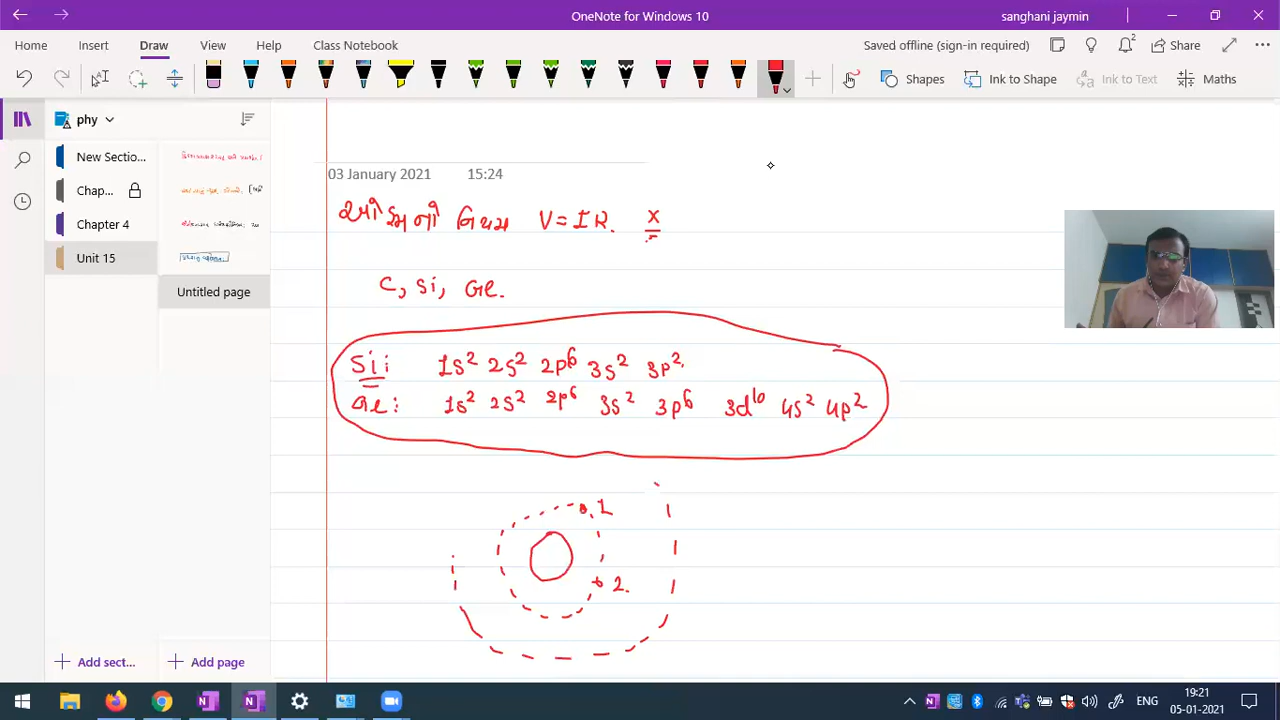 OneNote for Windows 10
sanghani jaymin
Home Insert Draw View Help Class Notebook
Saved offline (sign-in required) Share
Shapes Ink to Shape Ink to Text Maths
phy
New Sectio...
Chap...
Chapter 4
Unit 15
Untitled page
03 January 2021 15:24
નિયમ V = IR. X
C, Si, Ge.
Si: 1s² 2s² 2p⁶ 3s² 3p².
Ge: 1s² 2s² 2p⁶ 3s² 3p⁶ 3d¹⁰ 4s² 4p²
1
2.
Add sect... Add page
ENG
19:21
05-01-2021